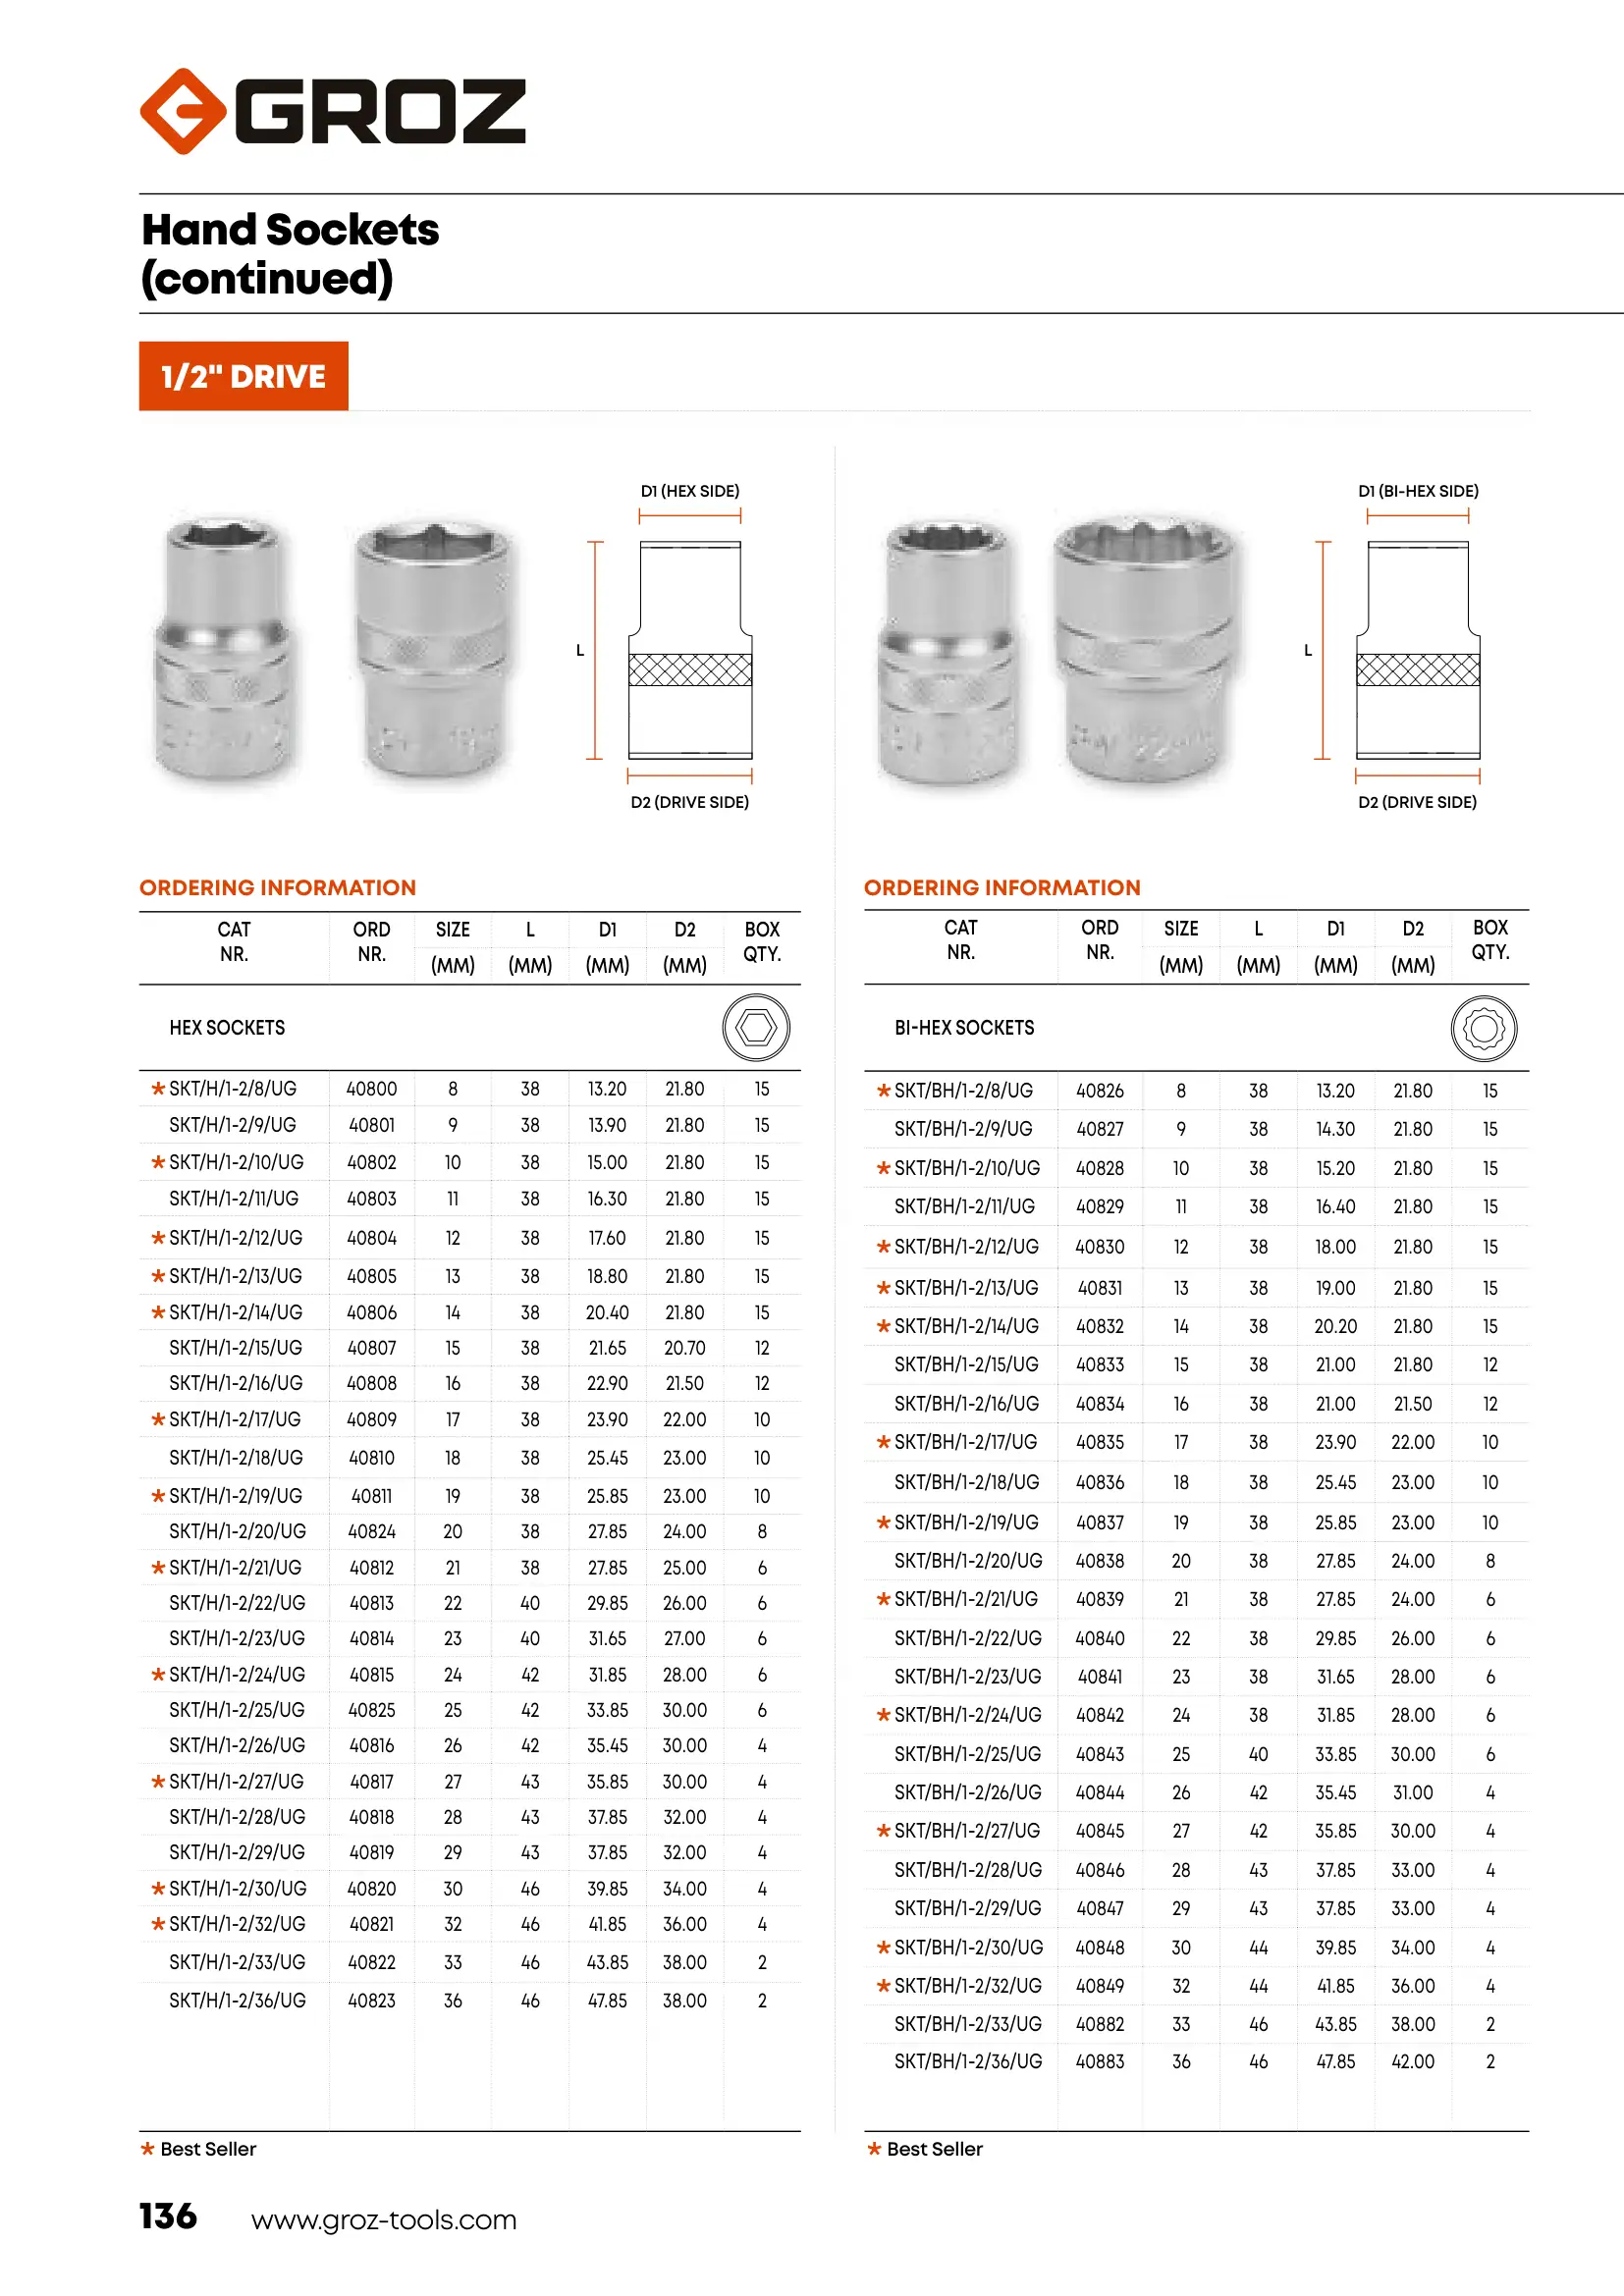 GROZ
Hand Sockets
(continued)
1/2" DRIVE
D1 (HEX SIDE)
L
D2 (DRIVE SIDE)
D1 (BI-HEX SIDE)
L
D2 (DRIVE SIDE)
ORDERING INFORMATION
CAT NR. ORD NR. SIZE (MM) L (MM) D1 (MM) D2 (MM) BOX QTY.
HEX SOCKETS
* SKT/H/1-2/8/UG 40800 8 38 13.20 21.80 15
SKT/H/1-2/9/UG 40801 9 38 13.90 21.80 15
* SKT/H/1-2/10/UG 40802 10 38 15.00 21.80 15
SKT/H/1-2/11/UG 40803 11 38 16.30 21.80 15
* SKT/H/1-2/12/UG 40804 12 38 17.60 21.80 15
* SKT/H/1-2/13/UG 40805 13 38 18.80 21.80 15
* SKT/H/1-2/14/UG 40806 14 38 20.40 21.80 15
SKT/H/1-2/15/UG 40807 15 38 21.65 20.70 12
SKT/H/1-2/16/UG 40808 16 38 22.90 21.50 12
* SKT/H/1-2/17/UG 40809 17 38 23.90 22.00 10
SKT/H/1-2/18/UG 40810 18 38 25.45 23.00 10
* SKT/H/1-2/19/UG 40811 19 38 25.85 23.00 10
SKT/H/1-2/20/UG 40824 20 38 27.85 24.00 8
* SKT/H/1-2/21/UG 40812 21 38 27.85 25.00 6
SKT/H/1-2/22/UG 40813 22 40 29.85 26.00 6
SKT/H/1-2/23/UG 40814 23 40 31.65 27.00 6
* SKT/H/1-2/24/UG 40815 24 42 31.85 28.00 6
SKT/H/1-2/25/UG 40825 25 42 33.85 30.00 6
SKT/H/1-2/26/UG 40816 26 42 35.45 30.00 4
* SKT/H/1-2/27/UG 40817 27 43 35.85 30.00 4
SKT/H/1-2/28/UG 40818 28 43 37.85 32.00 4
SKT/H/1-2/29/UG 40819 29 43 37.85 32.00 4
* SKT/H/1-2/30/UG 40820 30 46 39.85 34.00 4
* SKT/H/1-2/32/UG 40821 32 46 41.85 36.00 4
SKT/H/1-2/33/UG 40822 33 46 43.85 38.00 2
SKT/H/1-2/36/UG 40823 36 46 47.85 38.00 2
* Best Seller
ORDERING INFORMATION
CAT NR. ORD NR. SIZE (MM) L (MM) D1 (MM) D2 (MM) BOX QTY.
BI-HEX SOCKETS
* SKT/BH/1-2/8/UG 40826 8 38 13.20 21.80 15
SKT/BH/1-2/9/UG 40827 9 38 14.30 21.80 15
* SKT/BH/1-2/10/UG 40828 10 38 15.20 21.80 15
SKT/BH/1-2/11/UG 40829 11 38 16.40 21.80 15
* SKT/BH/1-2/12/UG 40830 12 38 18.00 21.80 15
* SKT/BH/1-2/13/UG 40831 13 38 19.00 21.80 15
* SKT/BH/1-2/14/UG 40832 14 38 20.20 21.80 15
SKT/BH/1-2/15/UG 40833 15 38 21.00 21.80 12
SKT/BH/1-2/16/UG 40834 16 38 21.00 21.50 12
* SKT/BH/1-2/17/UG 40835 17 38 23.90 22.00 10
SKT/BH/1-2/18/UG 40836 18 38 25.45 23.00 10
* SKT/BH/1-2/19/UG 40837 19 38 25.85 23.00 10
SKT/BH/1-2/20/UG 40838 20 38 27.85 24.00 8
* SKT/BH/1-2/21/UG 40839 21 38 27.85 24.00 6
SKT/BH/1-2/22/UG 40840 22 38 29.85 26.00 6
SKT/BH/1-2/23/UG 40841 23 38 31.65 28.00 6
* SKT/BH/1-2/24/UG 40842 24 38 31.85 28.00 6
SKT/BH/1-2/25/UG 40843 25 40 33.85 30.00 6
SKT/BH/1-2/26/UG 40844 26 42 35.45 31.00 4
* SKT/BH/1-2/27/UG 40845 27 42 35.85 30.00 4
SKT/BH/1-2/28/UG 40846 28 43 37.85 33.00 4
SKT/BH/1-2/29/UG 40847 29 43 37.85 33.00 4
* SKT/BH/1-2/30/UG 40848 30 44 39.85 34.00 4
* SKT/BH/1-2/32/UG 40849 32 44 41.85 36.00 4
SKT/BH/1-2/33/UG 40882 33 46 43.85 38.00 2
SKT/BH/1-2/36/UG 40883 36 46 47.85 42.00 2
* Best Seller
136 www.groz-tools.com